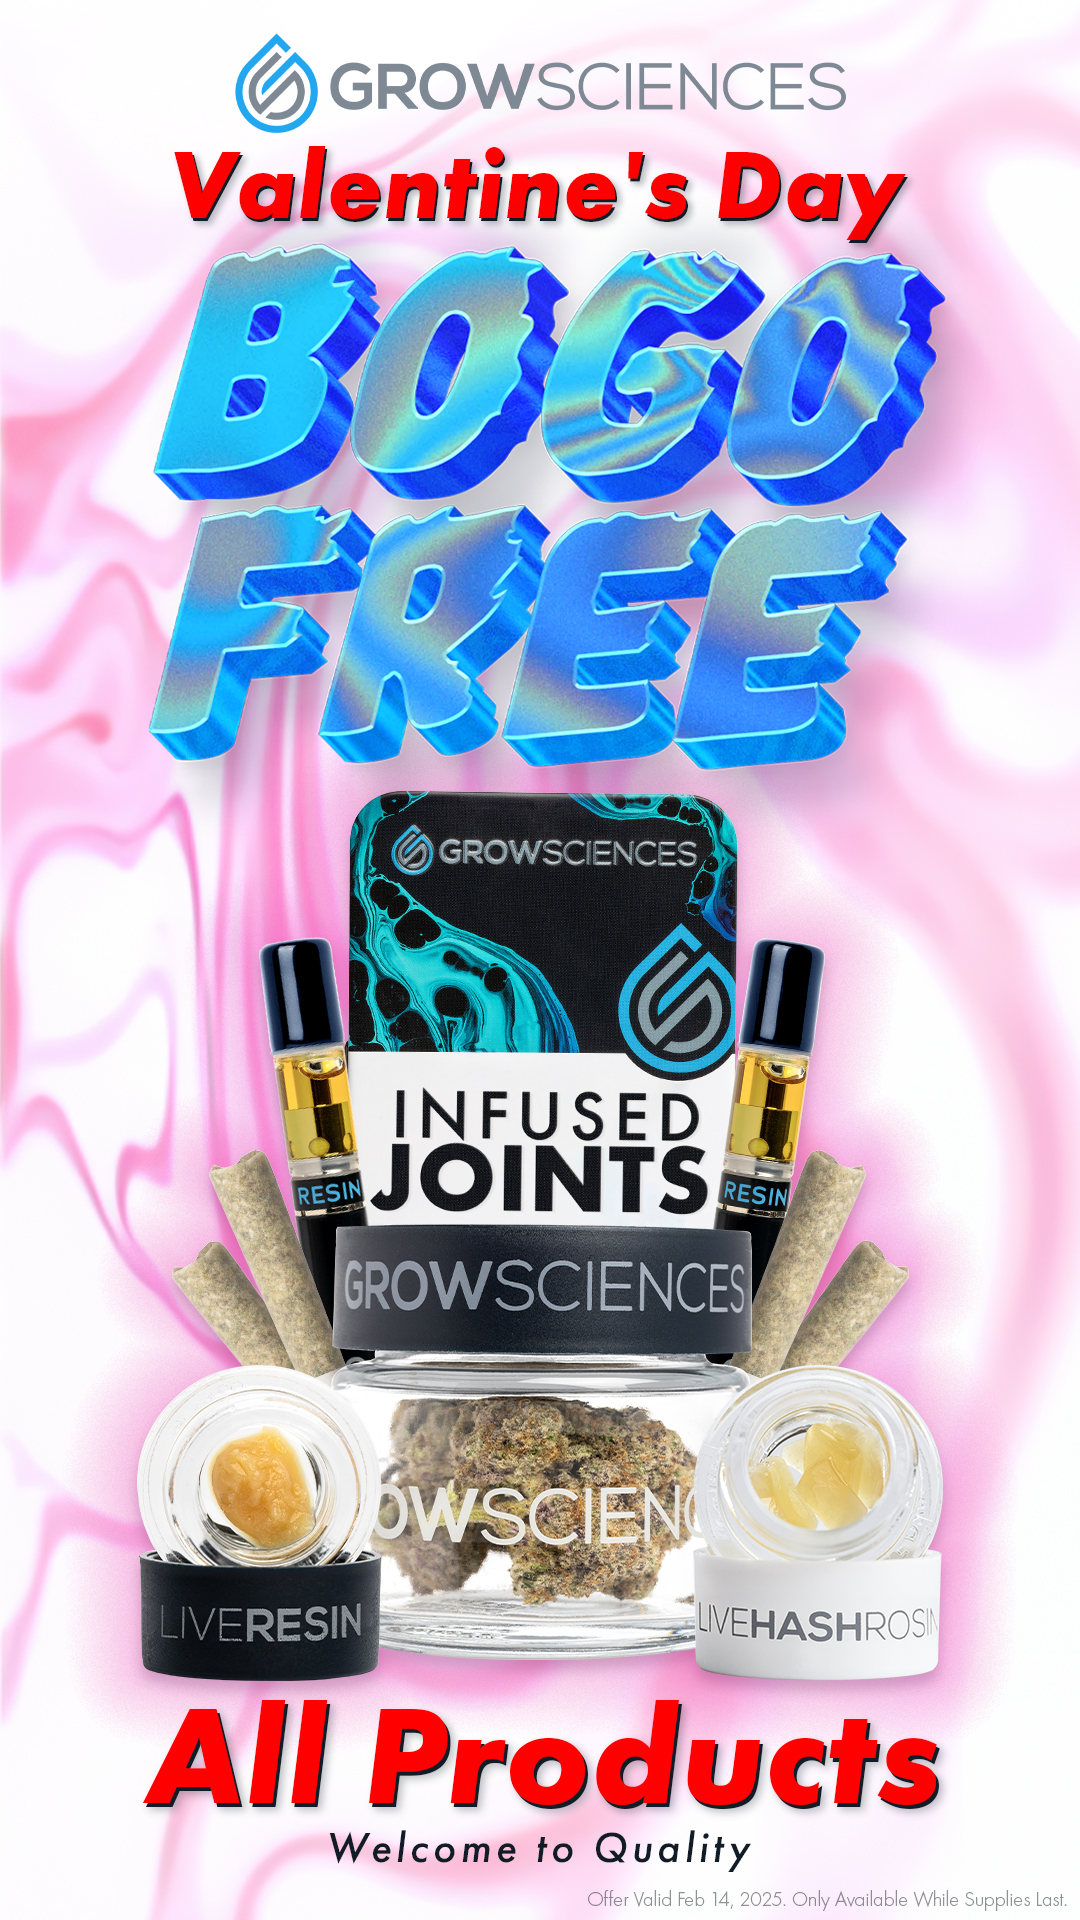 GROWSCIENCES
Valentine's Day
BOGO
FREE
GROWSCIENCES
INFUSED
JOINTS
RESIN
RESIN
GROWSCIENCES
OWSCIENC
LIVERESIN
LIVEHASHROSIN
All Products
Welcome to Quality
Offer Valid Feb 14, 2025. Only Available While Supplies Last.